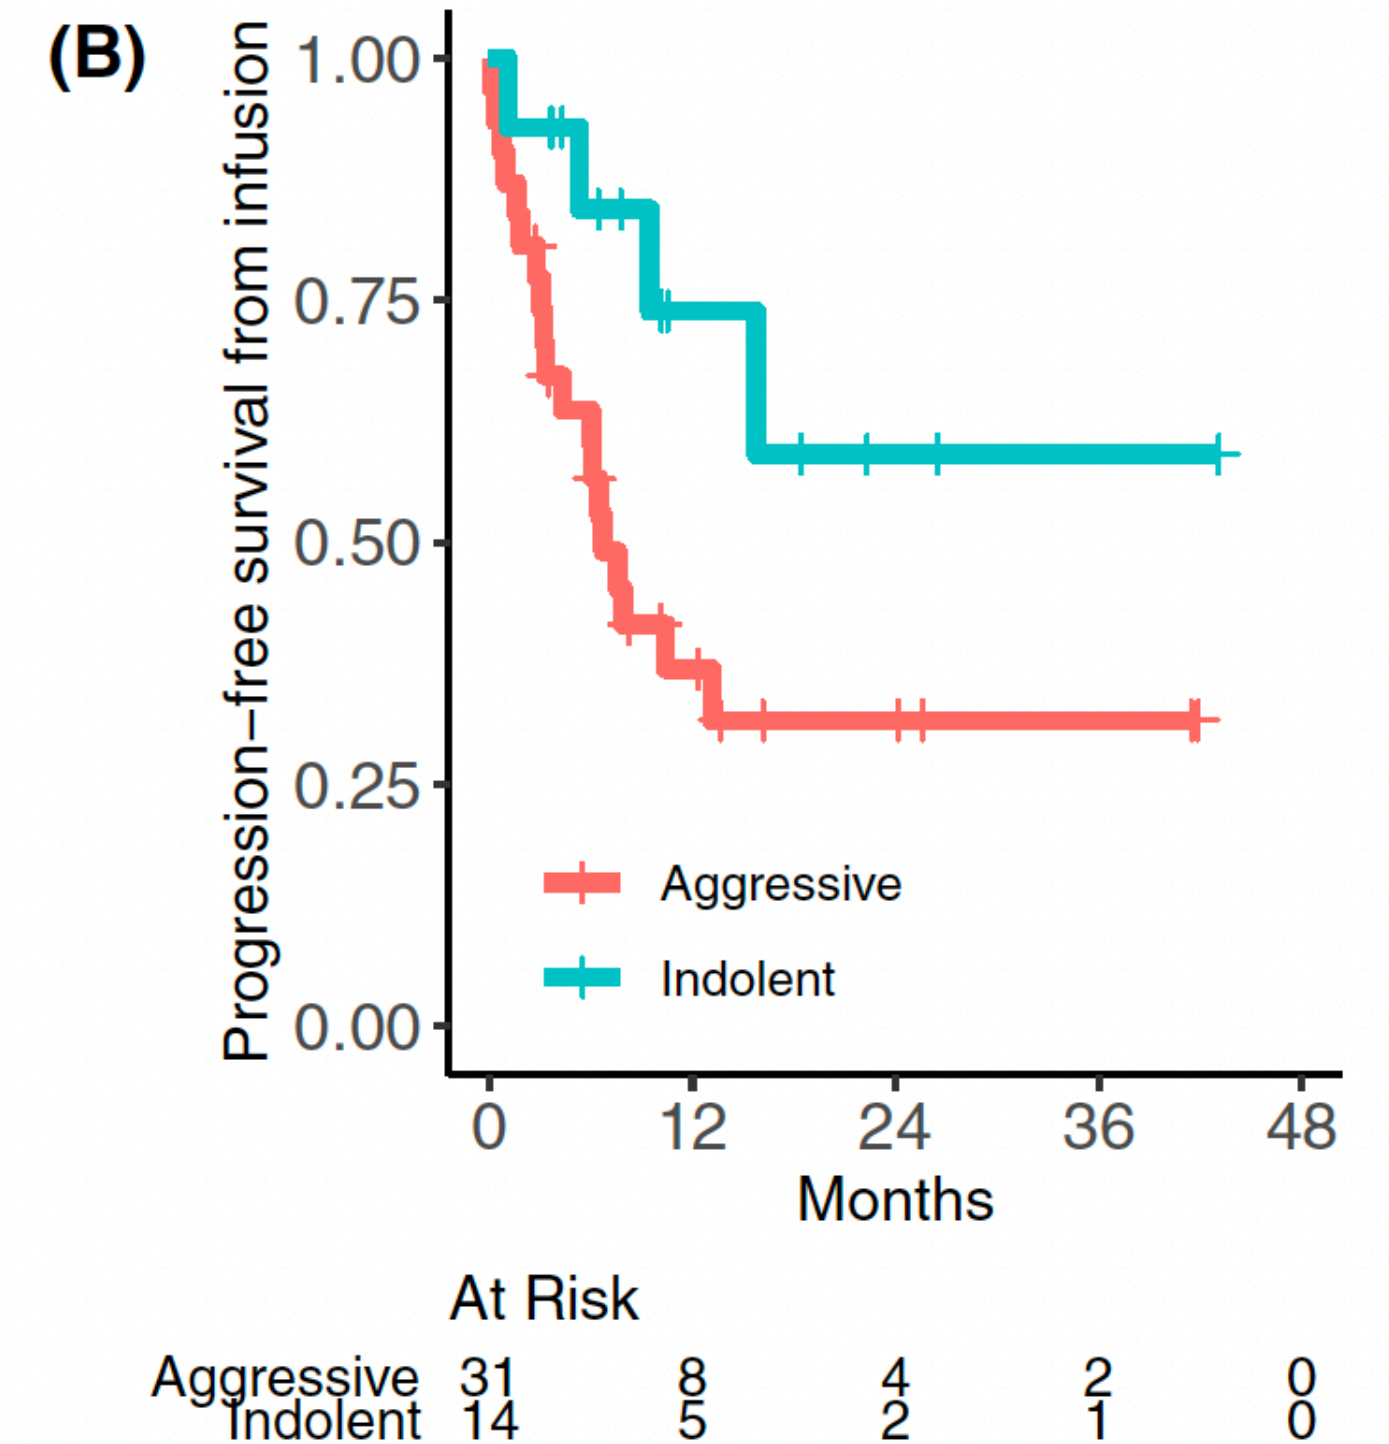 (B)
Progression-free survival from infusion
1.00
0.75
0.50
0.25
0.00
Aggressive
Indolent
0 12 24 36 48
Months
At Risk
Aggressive 31 8 4 2 0
Indolent 14 5 2 1 0